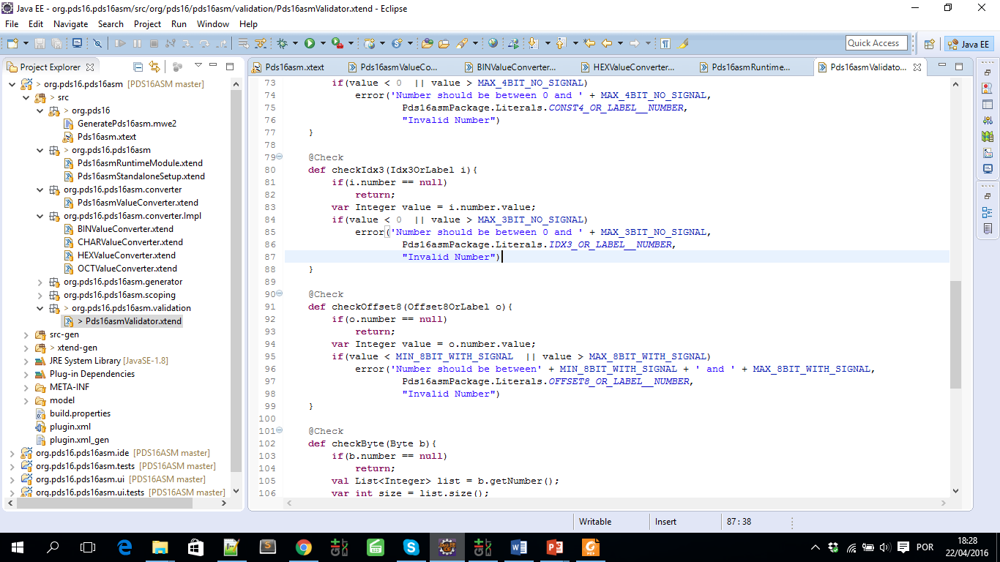 Java EE - org.pds16.pds16asm/src/org/pds16/pds16asm/validation/Pds16asmValidator.xtend - Eclipse
File Edit Navigate Search Project Run Window Help
Quick Access
Java EE
Project Explorer
Pds16asm.xtext
Pds16asmValueCo...
BINValueConverter...
HEXValueConverter...
Pds16asmRuntime...
Pds16asmValidato...
> org.pds16.pds16asm [PDS16ASM master]
> src
> org.pds16
GeneratePds16asm.mwe2
Pds16asm.xtext
> org.pds16.pds16asm
Pds16asmRuntimeModule.xtend
Pds16asmStandaloneSetup.xtend
org.pds16.pds16asm.converter
Pds16asmValueConverter.xtend
org.pds16.pds16asm.converter.Impl
BINValueConverter.xtend
CHARValueConverter.xtend
HEXValueConverter.xtend
OCTValueConverter.xtend
org.pds16.pds16asm.generator
org.pds16.pds16asm.scoping
> org.pds16.pds16asm.validation
> Pds16asmValidator.xtend
src-gen
> xtend-gen
JRE System Library [JavaSE-1.8]
Plug-in Dependencies
META-INF
model
build.properties
plugin.xml
plugin.xml_gen
org.pds16.pds16asm.ide [PDS16ASM master]
org.pds16.pds16asm.tests [PDS16ASM master]
org.pds16.pds16asm.ui [PDS16ASM master]
org.pds16.pds16asm.ui.tests [PDS16ASM master]
73 if(value < 0 || value > MAX_4BIT_NO_SIGNAL)
74 error('Number should be between 0 and ' + MAX_4BIT_NO_SIGNAL,
75 Pds16asmPackage.Literals.CONST4_OR_LABEL__NUMBER,
76 "Invalid Number")
77 }
78
79 @Check
80 def checkIdx3(Idx3OrLabel i){
81 if(i.number == null)
82 return;
83 var Integer value = i.number.value;
84 if(value < 0 || value > MAX_3BIT_NO_SIGNAL)
85 error('Number should be between 0 and ' + MAX_3BIT_NO_SIGNAL,
86 Pds16asmPackage.Literals.IDX3_OR_LABEL__NUMBER,
87 "Invalid Number")
88 }
89
90 @Check
91 def checkOffset8(Offset8OrLabel o){
92 if(o.number == null)
93 return;
94 var Integer value = o.number.value;
95 if(value < MIN_8BIT_WITH_SIGNAL || value > MAX_8BIT_WITH_SIGNAL)
96 error('Number should be between' + MIN_8BIT_WITH_SIGNAL + ' and ' + MAX_8BIT_WITH_SIGNAL,
97 Pds16asmPackage.Literals.OFFSET8_OR_LABEL__NUMBER,
98 "Invalid Number")
99 }
100
101 @Check
102 def checkByte(Byte b){
103 if(b.number == null)
104 return;
105 val List<Integer> list = b.getNumber();
106 var int size = list.size();
Writable Insert 87 : 38
POR
18:28
22/04/2016